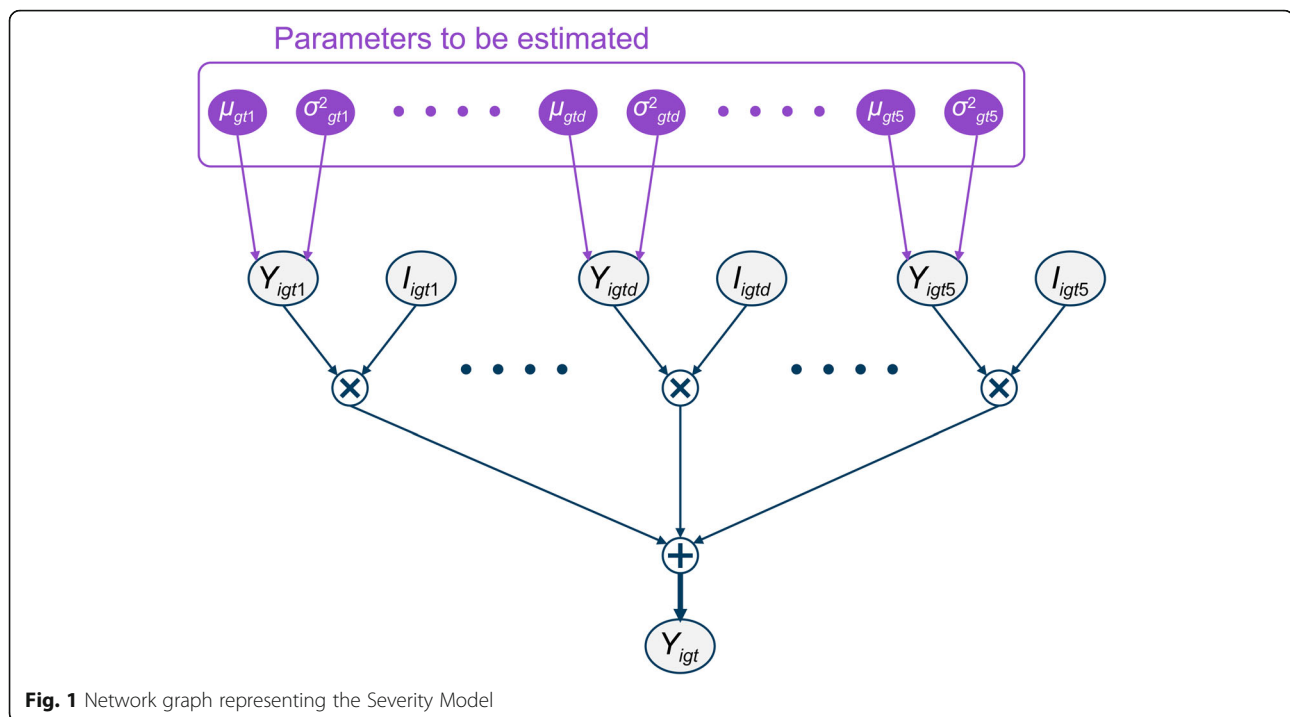 Parameters to be estimated
μgt1 σ²gt1 • • • • μgtd σ²gtd • • • • μgt5 σ²gt5
Yigt1 Iigt1 Yigtd Iigtd Yigt5 Iigt5
• • • • • • • •
× × ×
+
Yigt
Fig. 1 Network graph representing the Severity Model